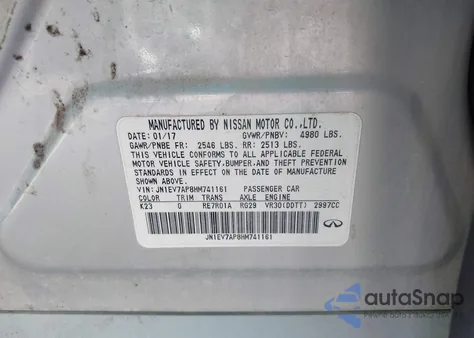 MANUFACTURED BY NISSAN MOTOR CO.,LTD.
DATE: 01/17 GVWR/PNBV: 4980 LBS.
GAWR/PNBE FR: 2546 LBS. RR: 2513 LBS.
THIS VEHICLE CONFORMS TO ALL APPLICABLE FEDERAL
MOTOR VEHICLE SAFETY,BUMPER,AND THEFT PREVENTION
STANDARDS IN EFFECT ON THE DATE OF MANUFACTURE
SHOWN ABOVE.
VIN: JN1EV7AP8HM741161 PASSENGER CAR
COLOR TRIM TRANS AXLE ENGINE
K23 G RE7R01A RG29 VR30(DDTT) 2997CC
JN1EV7AP8HM741161
INFINITI
autoSnap